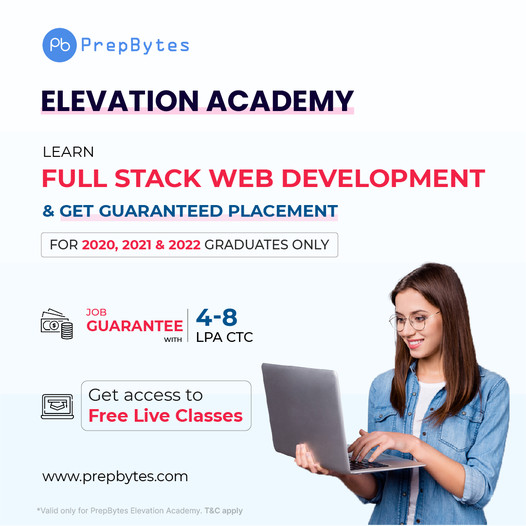 Pb PrepBytes
ELEVATION ACADEMY
LEARN
FULL STACK WEB DEVELOPMENT
& GET GUARANTEED PLACEMENT
FOR 2020, 2021 & 2022 GRADUATES ONLY
JOB
GUARANTEE
WITH
4-8
LPA CTC
Get access to
Free Live Classes
www.prepbytes.com
*Valid only for PrepBytes Elevation Academy. T&C apply